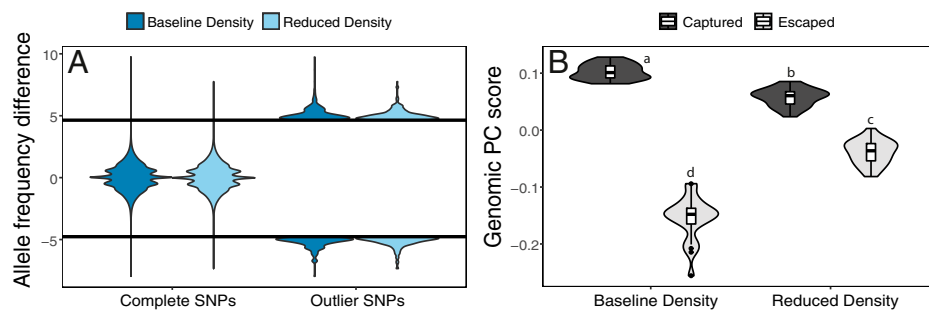 Baseline Density Reduced Density
A
Allele frequency difference
10
5
0
−5
Complete SNPs Outlier SNPs
Captured Escaped
B
Genomic PC score
0.1
0.0
−0.1
−0.2
a
b
c
d
Baseline Density Reduced Density